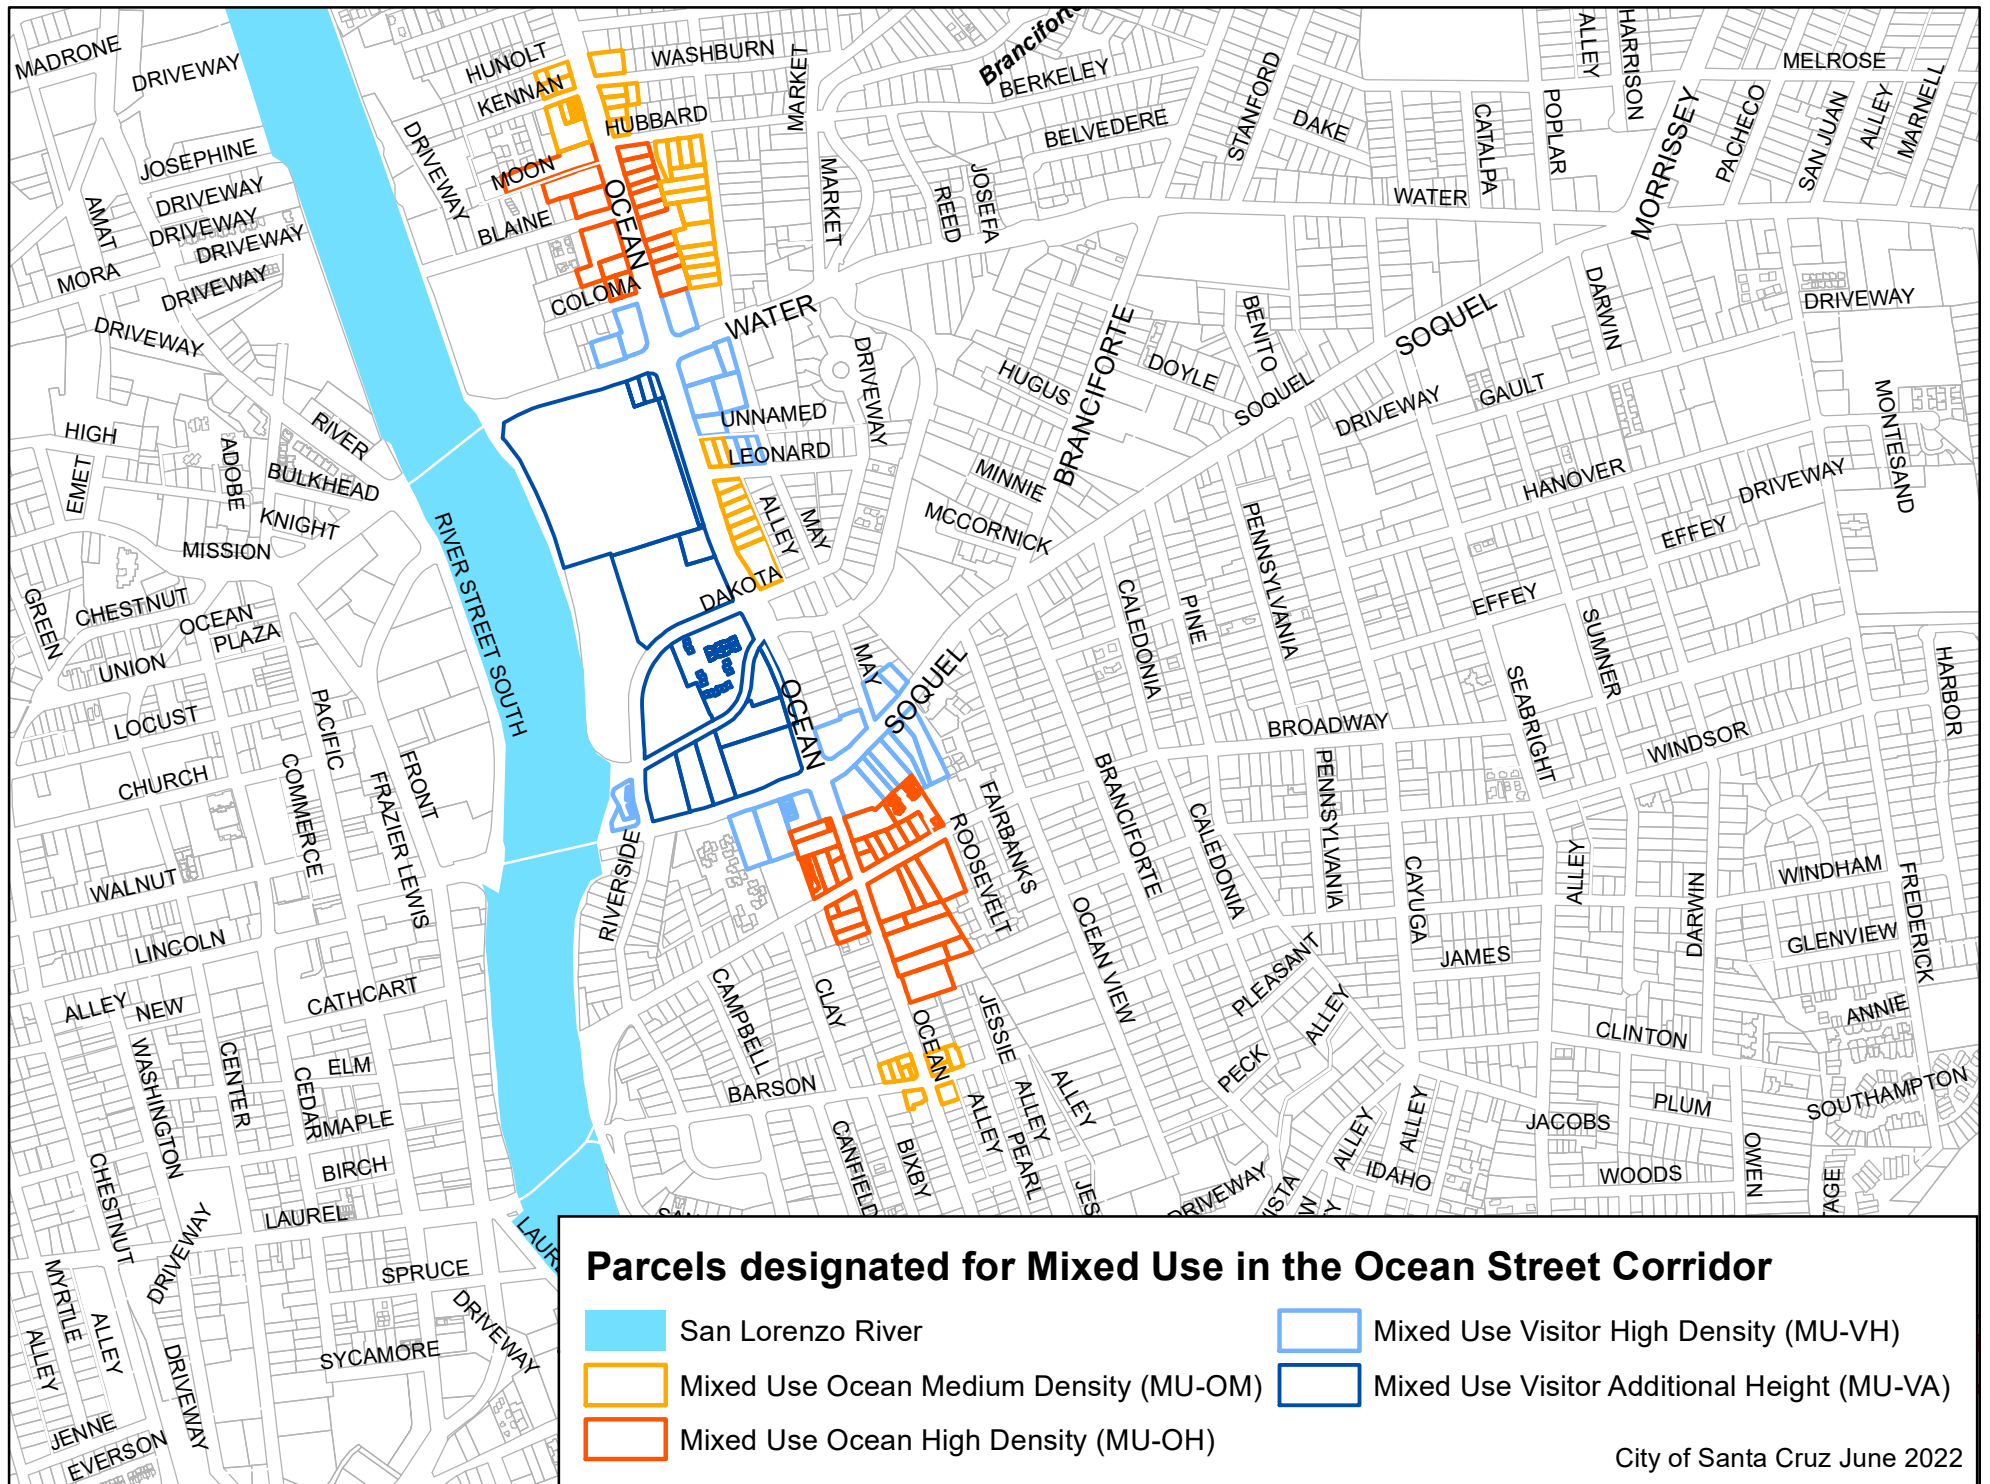 MADRONE
DRIVEWAY
HUNOLT
KENNAN
WASHBURN
MARKET
Branciforte
BERKELEY
STANFORD
DAKE
ALLEY
HARRISON
MELROSE
MORRISSEY
PACHECO
SAN JUAN
ALLEY
MARNELL
POPLAR
CATALPA
HUBBARD
BELVEDERE
DRIVEWAY
JOSEPHINE
DRIVEWAY
DRIVEWAY
DRIVEWAY
DRIVEWAY
AMAT
MORA
DRIVEWAY
MOON
BLAINE
OCEAN
COLOMA
MARKET
REED
JOSEFA
WATER
WATER
DRIVEWAY
BRANCIFORTE
HUGUS
DOYLE
BENITO
SOQUEL
SOQUEL
DARWIN
DRIVEWAY
DRIVEWAY
GAULT
MONTESAND
HIGH
EMET
ADOBE
RIVER
BULKHEAD
KNIGHT
MISSION
UNNAMED
LEONARD
ALLEY
MAY
MINNIE
MCCORNICK
HANOVER
DRIVEWAY
EFFEY
EFFEY
PENNSYLVANIA
PINE
CALEDONIA
SUMNER
SEABRIGHT
HARBOR
GREEN
CHESTNUT
OCEAN
PLAZA
UNION
LOCUST
PACIFIC
RIVER STREET SOUTH
DAKOTA
MAY
SOQUEL
OCEAN
BROADWAY
WINDSOR
CHURCH
COMMERCE
FRAZIER LEWIS
FRONT
WALNUT
LINCOLN
RIVERSIDE
FAIRBANKS
ROOSEVELT
BRANCIFORTE
CALEDONIA
PENNSYLVANIA
CAYUGA
ALLEY
DARWIN
WINDHAM
FREDERICK
GLENVIEW
JAMES
ANNIE
ALLEY
NEW
CATHCART
CAMPBELL
CLAY
OCEAN
JESSIE
OCEAN VIEW
PLEASANT
ALLEY
PECK
CLINTON
WASHINGTON
CENTER
CEDAR
ELM
MAPLE
BIRCH
BARSON
CANFIELD
BIXBY
ALLEY
ALLEY
PEARL
ALLEY
JES
ALLEY
ALLEY
IDAHO
JACOBS
PLUM
WOODS
OWEN
SOUTHAMPTON
TAGE
CHESTNUT
LAUREL
DRIVEWAY
DRIVEWAY
ISTA
SPRUCE
MYRTLE
ALLEY
ALLEY
DRIVEWAY
DRIVEWAY
SYCAMORE
JENNE
EVERSON
Parcels designated for Mixed Use in the Ocean Street Corridor
San Lorenzo River
Mixed Use Ocean Medium Density (MU-OM)
Mixed Use Ocean High Density (MU-OH)
Mixed Use Visitor High Density (MU-VH)
Mixed Use Visitor Additional Height (MU-VA)
City of Santa Cruz June 2022